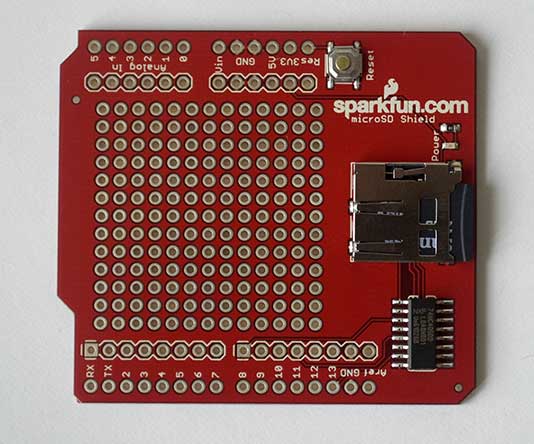 5 4 3 2 1 0
Analog In
Vin GND 5V 3V3 Res
Reset
sparkfun.com
microSD Shield
Power
RX TX 2 3 4 5 6 7
8 9 10 11 12 13 GND Aref